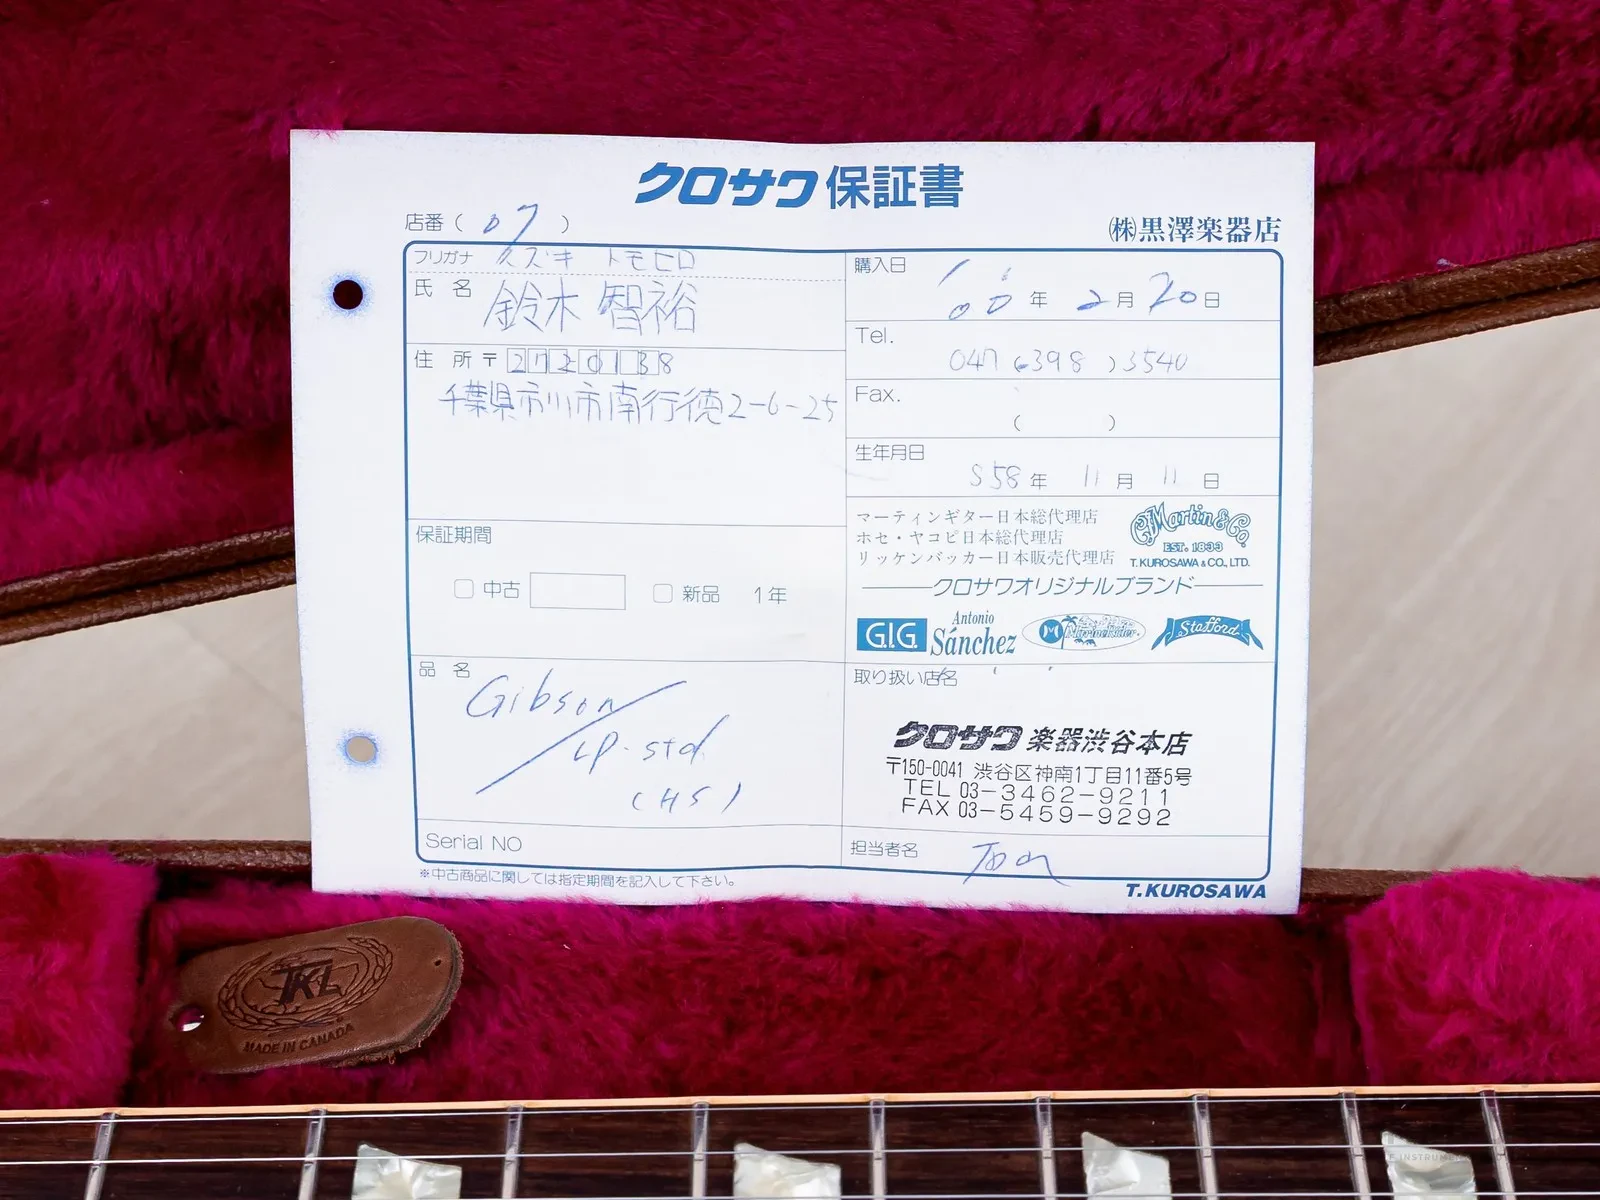 クロサワ保証書
店番（ 07 ）
㈱黒澤楽器店
フリガナ スズキ トモヒロ
氏 名 鈴木 智裕
住 所 〒2720138
千葉県市川市南行徳2-6-25
購入日
00年 2月 20日
Tel.
047 (398) 3540
Fax.
( )
生年月日
S58年 11月 11日
保証期間
中古 新品 1年
マーティンギター日本総代理店
ホセ・ヤコピ日本総代理店
リッケンバッカー日本販売代理店
C.F. Martin & Co.
EST. 1833
T. KUROSAWA & CO., LTD.
クロサワオリジナルブランド
G.I.G.
Antonio
Sánchez
Stafford
品 名
Gibson/
LP-std.
(HS)
Serial NO
取り扱い店名
クロサワ楽器渋谷本店
〒150-0041 渋谷区神南1丁目11番5号
TEL 03-3462-9211
FAX 03-5459-9292
担当者名
※中古商品に関しては指定期間を記入して下さい。
T.KUROSAWA
TKL
MADE IN CANADA